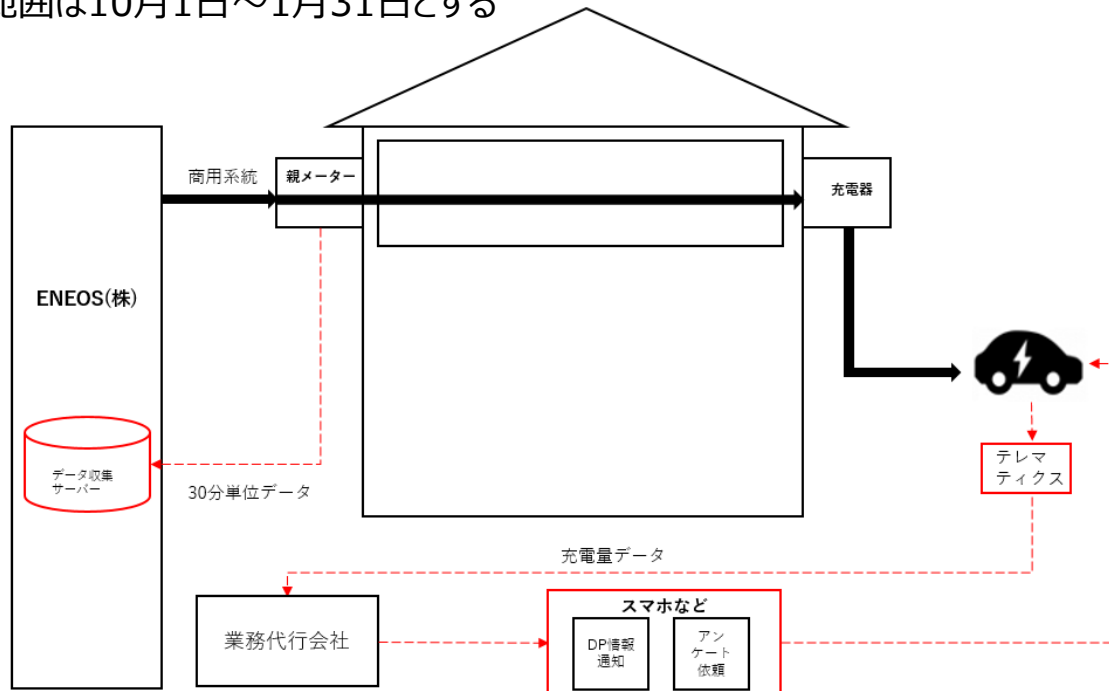 範囲は10月1日~1月31日とする
商用系統
親メーター
充電器
ENEOS(株)
データ収集
サーバー
30分単位データ
テレマ
ティクス
充電量データ
スマホなど
業務代行会社
DP情報
通知
アン
ケート
依頼